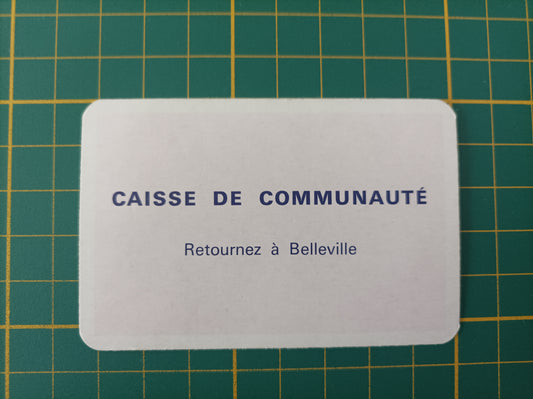 CAISSE DE COMMUNAUTÉ
Retournez à Belleville